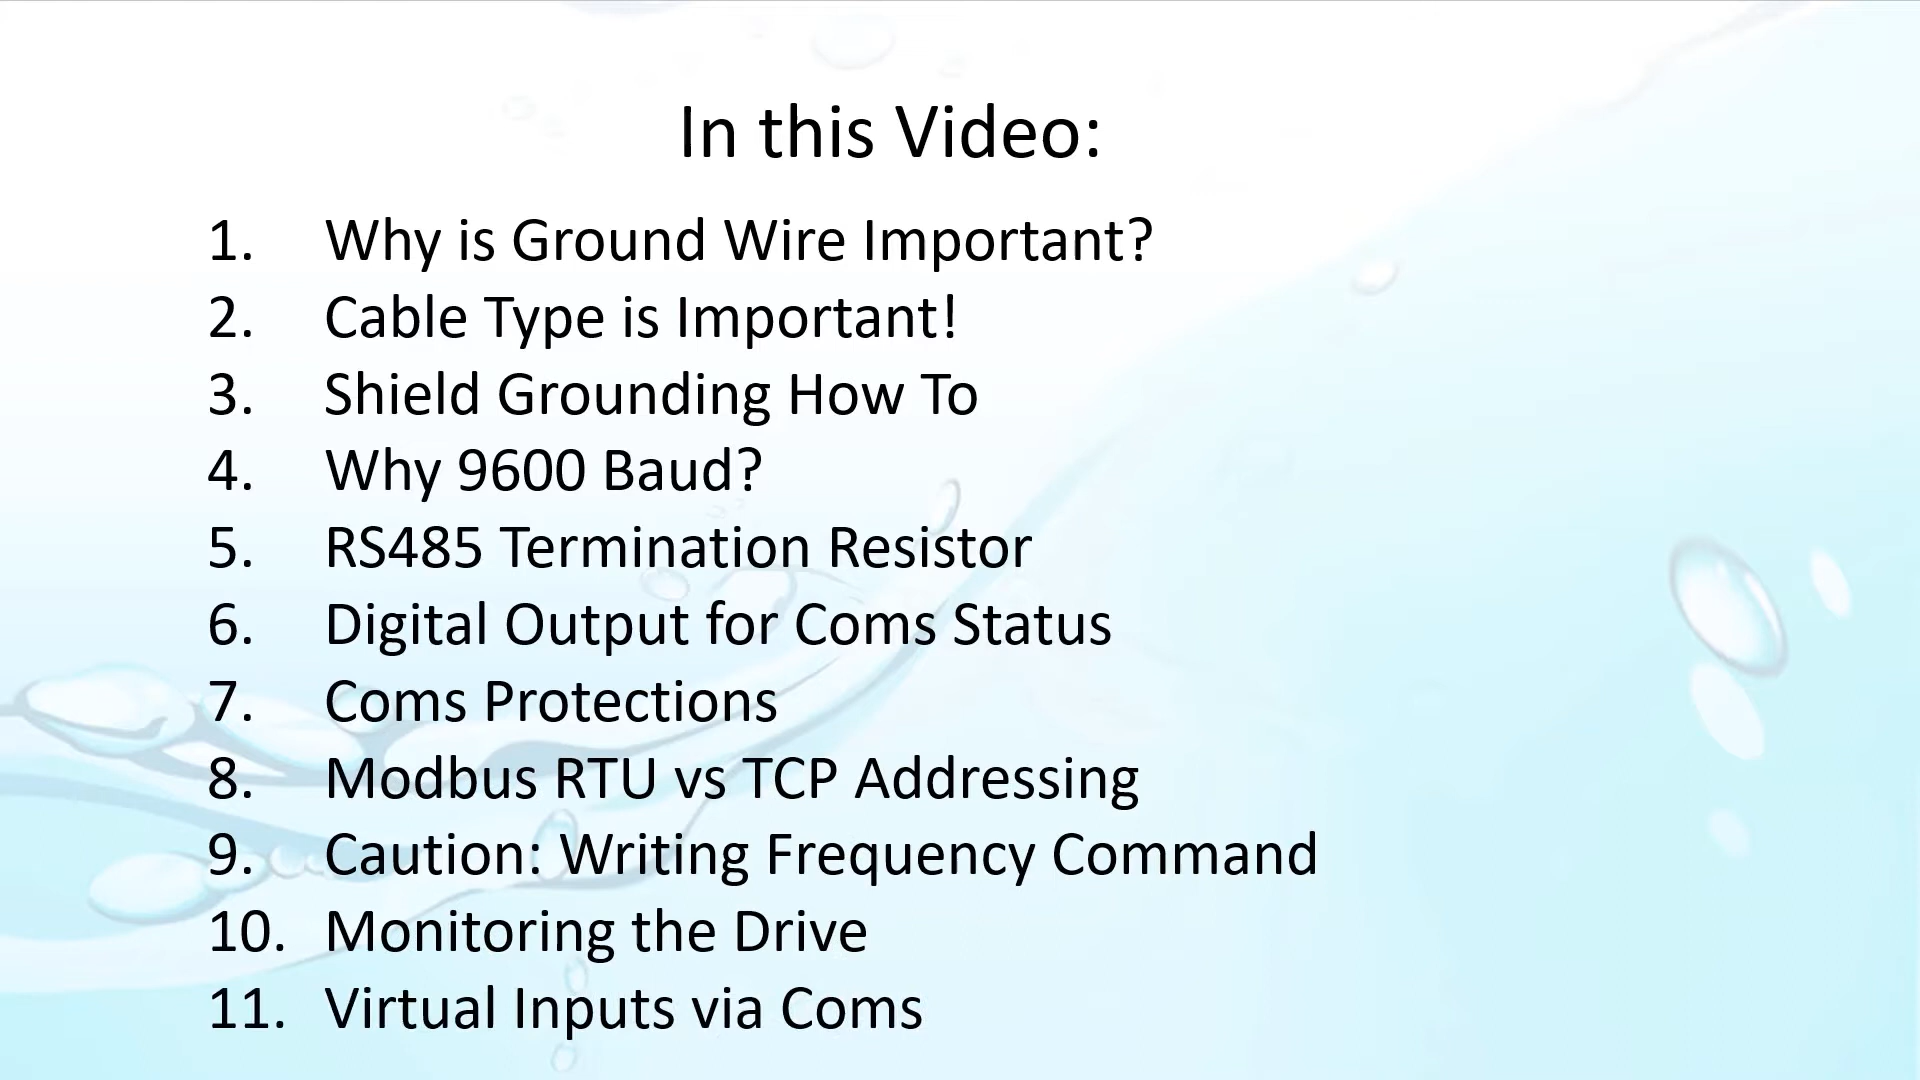 In this Video:
1. Why is Ground Wire Important?
2. Cable Type is Important!
3. Shield Grounding How To
4. Why 9600 Baud?
5. RS485 Termination Resistor
6. Digital Output for Coms Status
7. Coms Protections
8. Modbus RTU vs TCP Addressing
9. Caution: Writing Frequency Command
10. Monitoring the Drive
11. Virtual Inputs via Coms